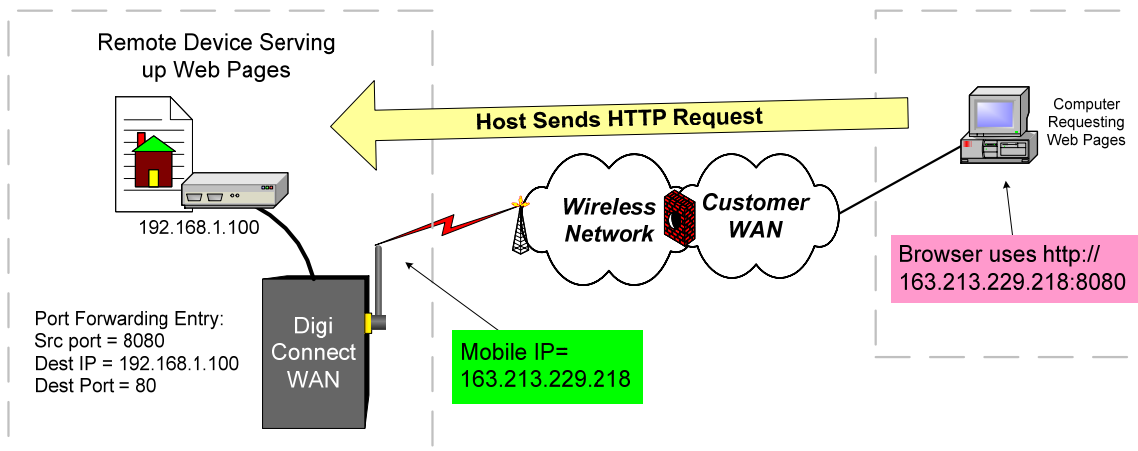 Remote Device Serving
up Web Pages
192.168.1.100
Port Forwarding Entry:
Src port = 8080
Dest IP = 192.168.1.100
Dest Port = 80
Digi
Connect
WAN
Host Sends HTTP Request
Wireless
Network
Customer
WAN
Mobile IP=
163.213.229.218
Computer
Requesting
Web Pages
Browser uses http://
163.213.229.218:8080